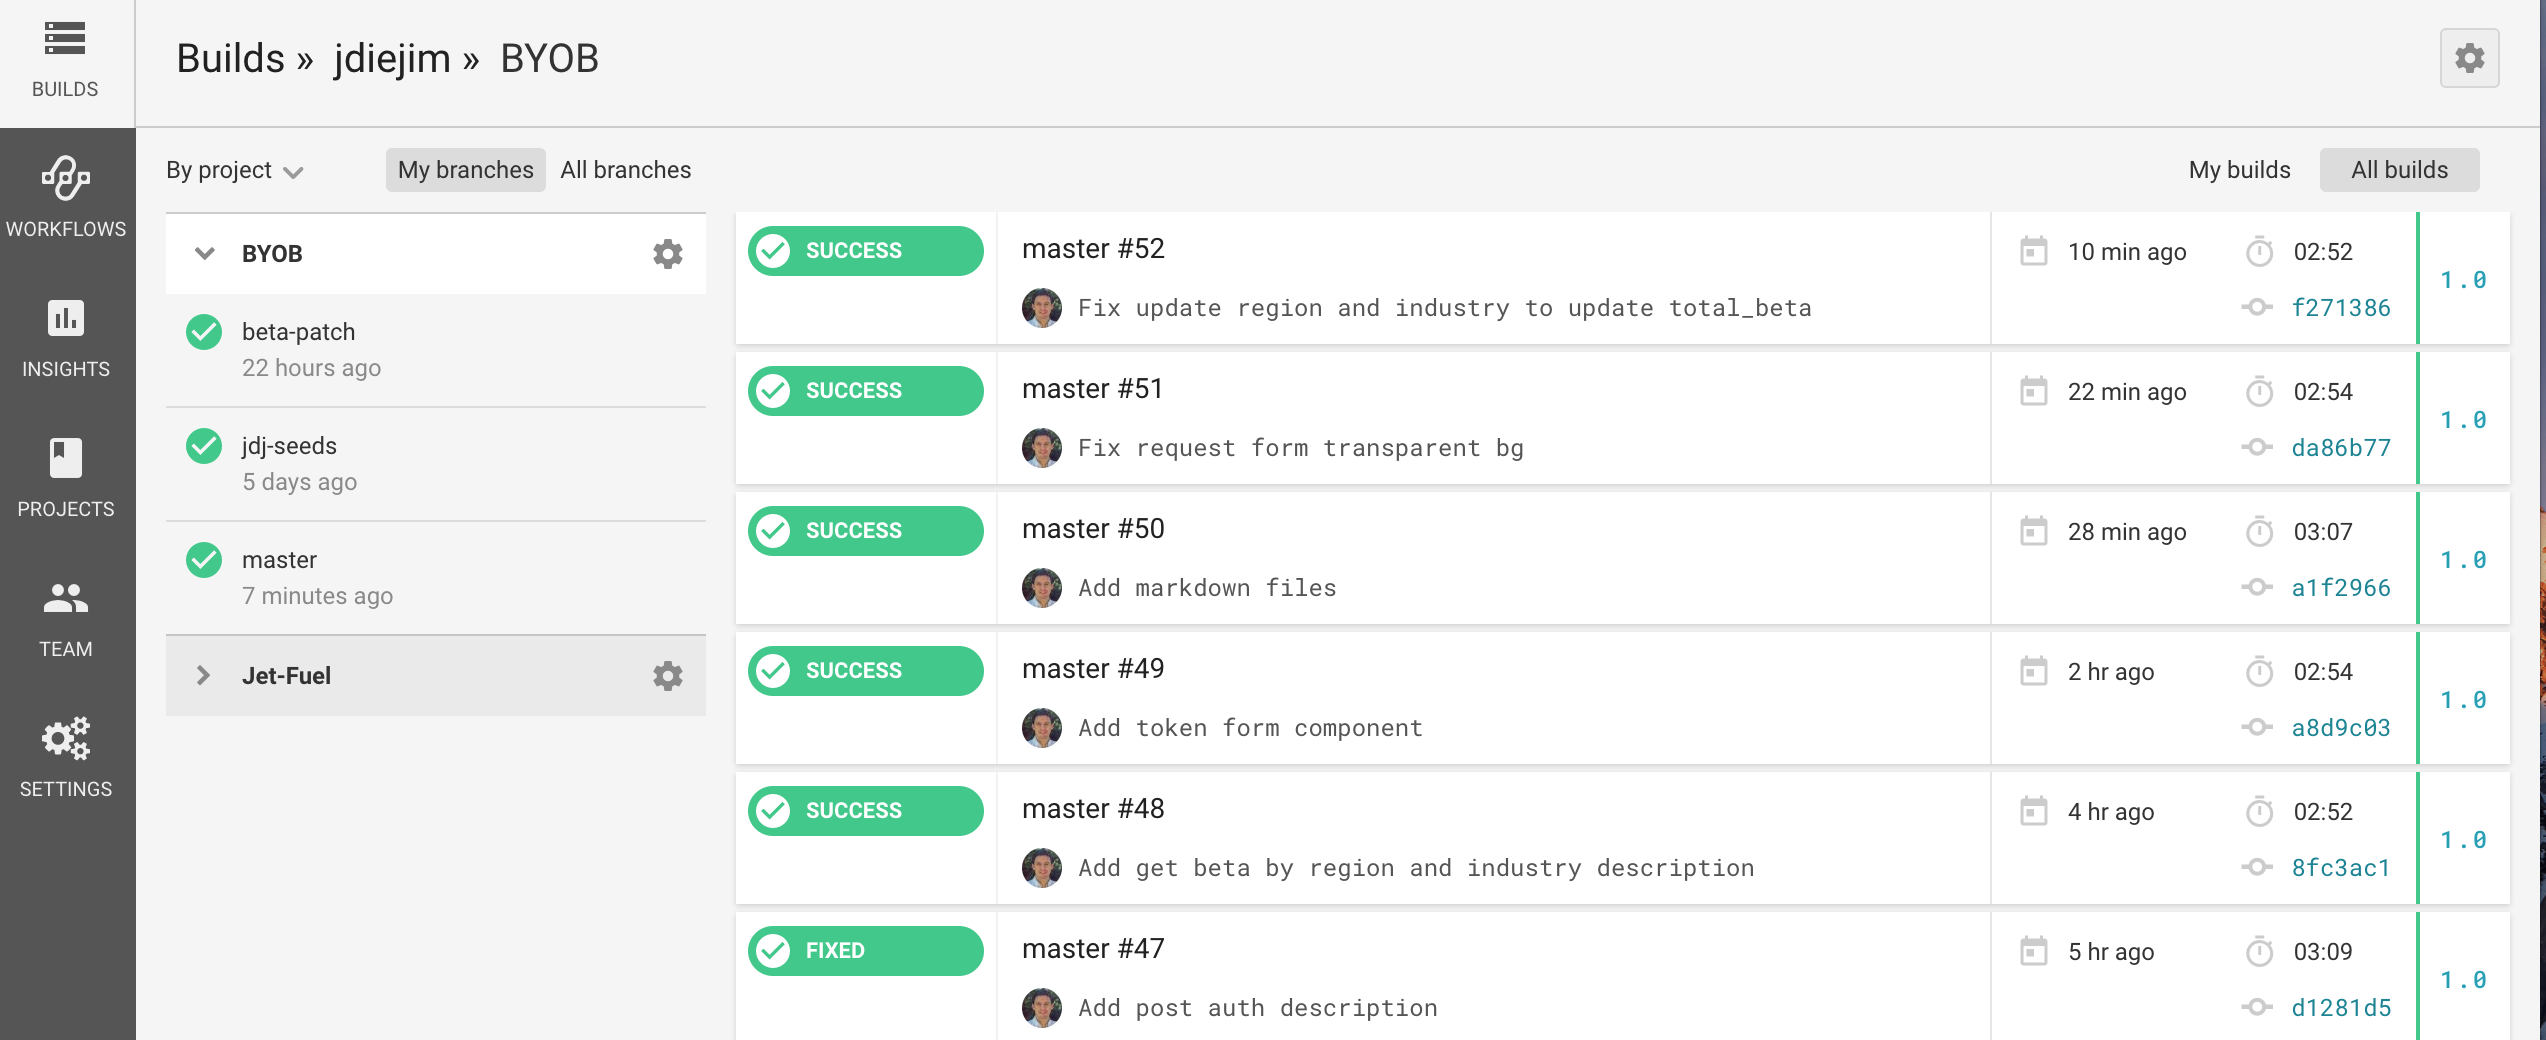 Builds » jdiejim » BYOB
BUILDS
WORKFLOWS
INSIGHTS
PROJECTS
TEAM
SETTINGS
By project
My branches
All branches
My builds
All builds
BYOB
beta-patch
22 hours ago
jdj-seeds
5 days ago
master
7 minutes ago
Jet-Fuel
SUCCESS
master #52
Fix update region and industry to update total_beta
10 min ago
02:52
f271386
1.0
SUCCESS
master #51
Fix request form transparent bg
22 min ago
02:54
da86b77
1.0
SUCCESS
master #50
Add markdown files
28 min ago
03:07
a1f2966
1.0
SUCCESS
master #49
Add token form component
2 hr ago
02:54
a8d9c03
1.0
SUCCESS
master #48
Add get beta by region and industry description
4 hr ago
02:52
8fc3ac1
1.0
FIXED
master #47
Add post auth description
5 hr ago
03:09
d1281d5
1.0